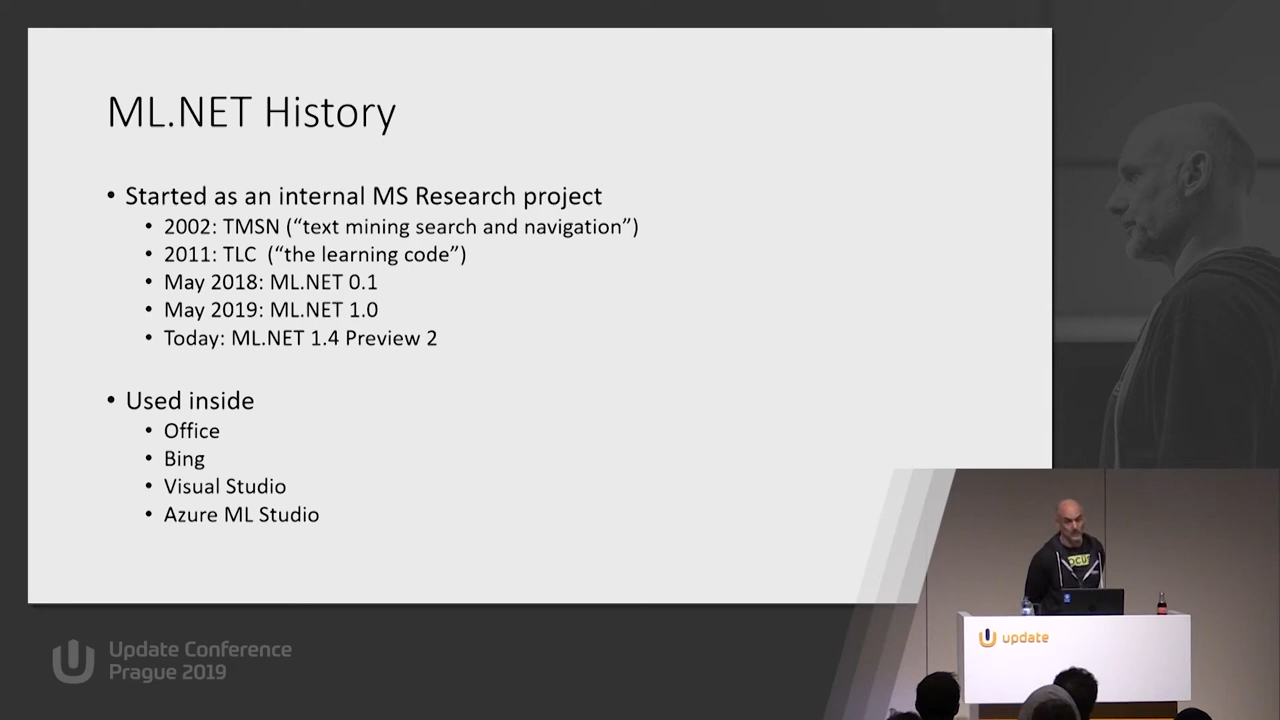 ML.NET History
• Started as an internal MS Research project
• 2002: TMSN (“text mining search and navigation”)
• 2011: TLC (“the learning code”)
• May 2018: ML.NET 0.1
• May 2019: ML.NET 1.0
• Today: ML.NET 1.4 Preview 2
• Used inside
• Office
• Bing
• Visual Studio
• Azure ML Studio
Update Conference
Prague 2019
update